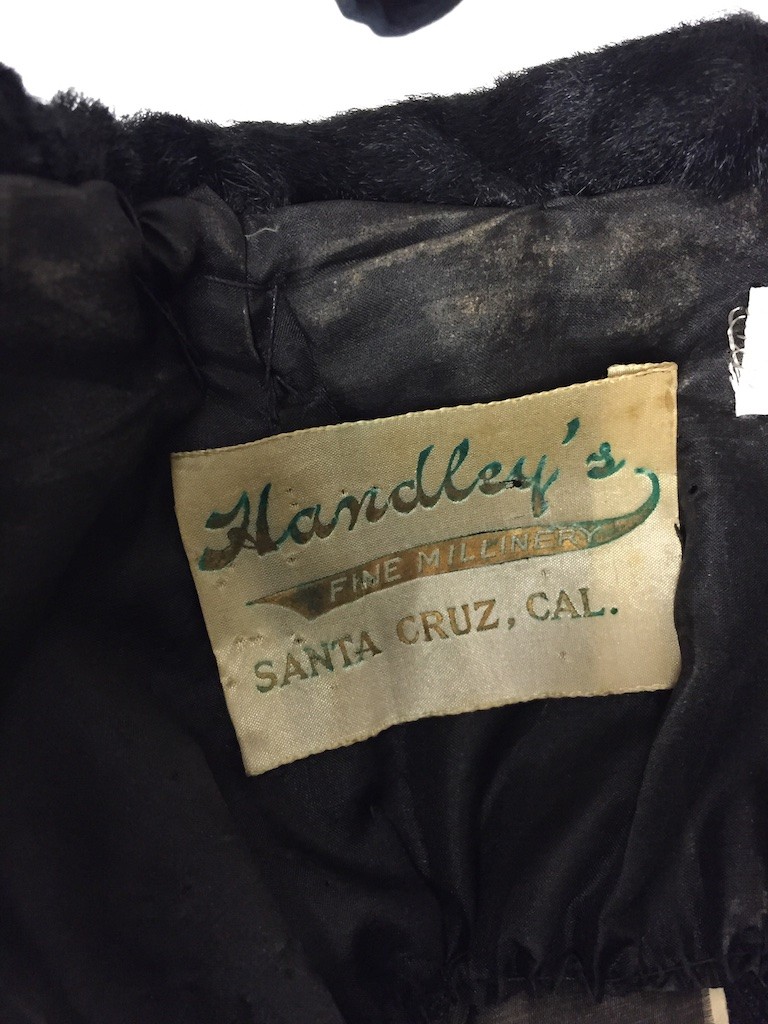 Handley's
FINE MILLINERY
SANTA CRUZ, CAL.